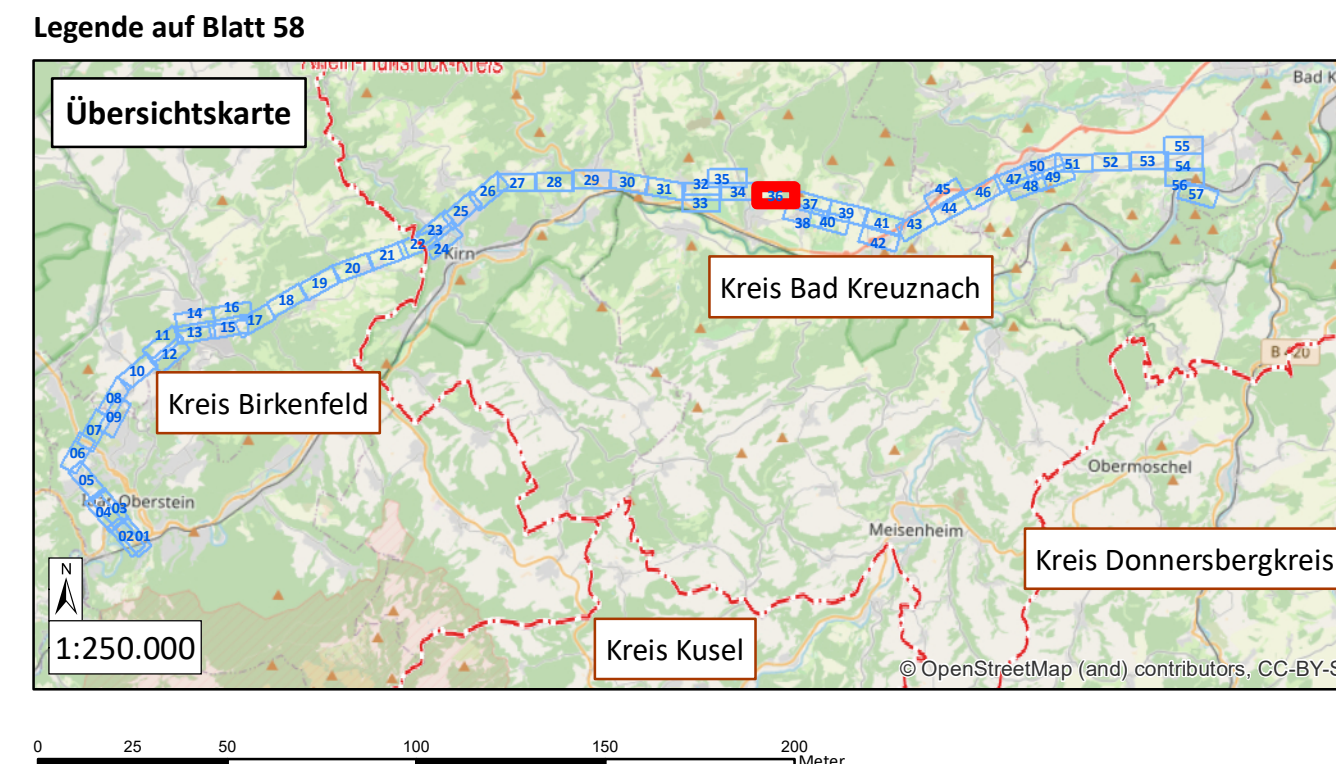 Legende auf Blatt 58
Rhein-Hunsrück-Kreis
Übersichtskarte
Bad K
55
50 51 52 53 54
47 49
48
46
45
56
57
44
35
32
34
36
33
31
30
29
28
27
26
25
37
39
38 40
41
42
43
23
22
24
Kirn
21
20
19
18
17
16
14
15
13
11
12
10
08
09
07
06
05
Idar-Oberstein
03
04
02 01
Kreis Bad Kreuznach
B 420
Kreis Birkenfeld
Obermoschel
Meisenheim
Kreis Donnersbergkreis
N
1:250.000
Kreis Kusel
© OpenStreetMap (and) contributors, CC-BY-S
0 25 50 100 150 200
Meter